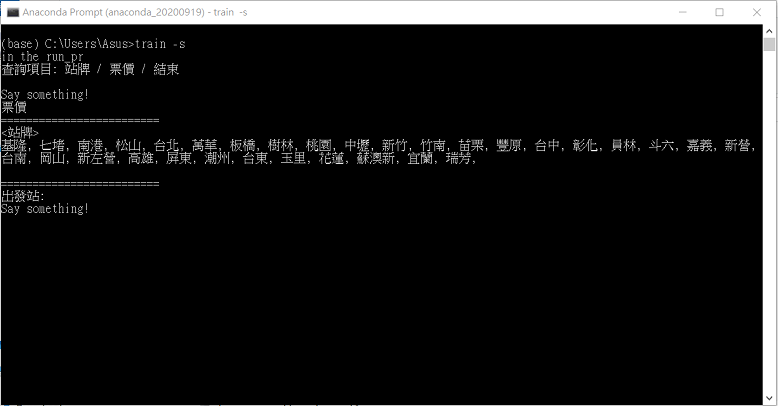 Anaconda Prompt (anaconda_20200919) - train -s
(base) C:\Users\Asus>train -s
in the run_pr
查詢項目: 站牌 / 票價 / 結束
Say something!
票價
=========================
<站牌>
基隆, 七堵, 南港, 松山, 台北, 萬華, 板橋, 樹林, 桃園, 中壢, 新竹, 竹南, 苗栗, 豐原, 台中, 彰化, 員林, 斗六, 嘉義, 新營,
台南, 岡山, 新左營, 高雄, 屏東, 潮州, 台東, 玉里, 花蓮, 蘇澳新, 宜蘭, 瑞芳,
=========================
出發站:
Say something!